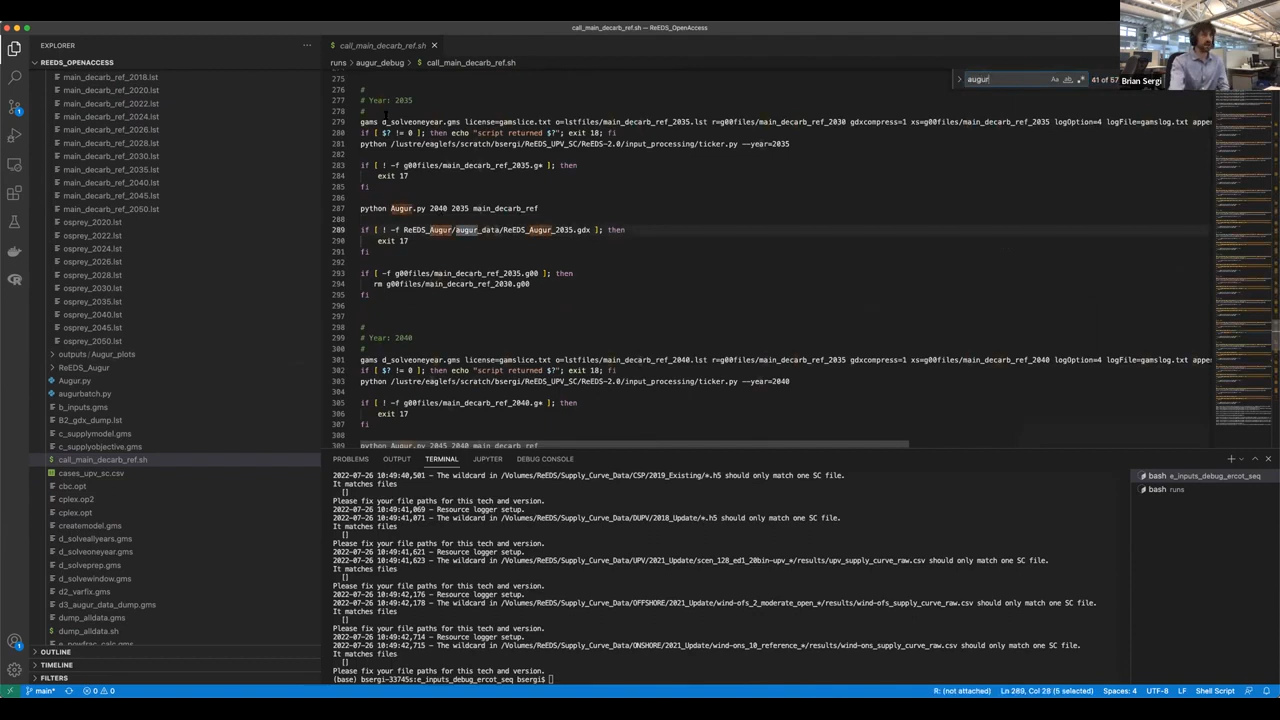 call_main_decarb_ref.sh — ReEDS_OpenAccess
EXPLORER
REEDS_OPENACCESS
main_decarb_ref_2018.lst
main_decarb_ref_2020.lst
main_decarb_ref_2022.lst
main_decarb_ref_2024.lst
main_decarb_ref_2026.lst
main_decarb_ref_2028.lst
main_decarb_ref_2030.lst
main_decarb_ref_2035.lst
main_decarb_ref_2040.lst
main_decarb_ref_2045.lst
main_decarb_ref_2050.lst
osprey_2020.lst
osprey_2022.lst
osprey_2024.lst
osprey_2026.lst
osprey_2028.lst
osprey_2030.lst
osprey_2035.lst
osprey_2040.lst
osprey_2045.lst
osprey_2050.lst
outputs/Augur_plots
ReEDS_Augur
Augur.py
augurbatch.py
b_inputs.gms
B2_gdx_dump.lst
c_supplymodel.gms
c_supplyobjective.gms
call_main_decarb_ref.sh
cases_upv_sc.csv
cbc.opt
cplex.op2
cplex.opt
createmodel.gms
d_solveallyears.gms
d_solveoneyear.gms
d_solveprep.gms
d_solvewindow.gms
d2_varfix.gms
d3_augur_data_dump.gms
dump_alldata.gms
dump_alldata.sh
e_powfrac_calc.gms
OUTLINE
TIMELINE
FILTERS
call_main_decarb_ref.sh
runs > augur_debug > call_main_decarb_ref.sh
augur
41 of 57
Brian Sergi
275
276 #
277 # Year: 2035
278 #
279 gams d_solveoneyear.gms license=gamslice.txt o=lstfiles/main_decarb_ref_2035.lst r=g00files/main_decarb_ref_2030 gdxcompress=1 xs=g00files/main_decarb_ref_2035 logOption=4 logFile=gamslog.txt appen
280 if [ $? != 0 ]; then echo "script returned $?"; exit 18; fi
281 python /lustre/eaglefs/scratch/bsergi/ReEDS_UPV_SC/ReEDS-2.0/input_processing/ticker.py --year=2035
282
283 if [ ! -f g00files/main_decarb_ref_2035.g* ]; then
284 exit 17
285 fi
286
287 python Augur.py 2040 2035 main_decarb_ref
288
289 if [ ! -f ReEDS_Augur/augur_data/ReEDS_Augur_2035.gdx ]; then
290 exit 17
291 fi
292
293 if [ -f g00files/main_decarb_ref_2035.g00 ]; then
294 rm g00files/main_decarb_ref_2030.g00
295 fi
296
297
298 #
299 # Year: 2040
300 #
301 gams d_solveoneyear.gms license=gamslice.txt o=lstfiles/main_decarb_ref_2040.lst r=g00files/main_decarb_ref_2035 gdxcompress=1 xs=g00files/main_decarb_ref_2040 logOption=4 logFile=gamslog.txt appen
302 if [ $? != 0 ]; then echo "script returned $?"; exit 18; fi
303 python /lustre/eaglefs/scratch/bsergi/ReEDS_UPV_SC/ReEDS-2.0/input_processing/ticker.py --year=2040
304
305 if [ ! -f g00files/main_decarb_ref_2040.g* ]; then
306 exit 17
307 fi
308
309 python Augur.py 2045 2040 main_decarb_ref
PROBLEMS OUTPUT TERMINAL JUPYTER DEBUG CONSOLE
2022-07-26 10:49:40,501 - The wildcard in /Volumes/ReEDS/Supply_Curve_Data/CSP/2019_Existing/*.h5 should only match one SC file.
It matches files
[]
Please fix your file paths for this tech and version.
2022-07-26 10:49:41,069 - Resource logger setup.
2022-07-26 10:49:41,071 - The wildcard in /Volumes/ReEDS/Supply_Curve_Data/DUPV/2018_Update/*.h5 should only match one SC file.
It matches files
[]
Please fix your file paths for this tech and version.
2022-07-26 10:49:41,621 - Resource logger setup.
2022-07-26 10:49:41,623 - The wildcard in /Volumes/ReEDS/Supply_Curve_Data/UPV/2021_Update/scen_128_ed1_20bin-upv_*/results/upv_supply_curve_raw.csv should only match one SC file.
It matches files
[]
Please fix your file paths for this tech and version.
2022-07-26 10:49:42,176 - Resource logger setup.
2022-07-26 10:49:42,178 - The wildcard in /Volumes/ReEDS/Supply_Curve_Data/OFFSHORE/2021_Update/wind-ofs_2_moderate_open_*/results/wind-ofs_supply_curve_raw.csv should only match one SC file.
It matches files
[]
Please fix your file paths for this tech and version.
2022-07-26 10:49:42,714 - Resource logger setup.
2022-07-26 10:49:42,715 - The wildcard in /Volumes/ReEDS/Supply_Curve_Data/ONSHORE/2021_Update/wind-ons_10_reference_*/results/wind-ons_supply_curve_raw.csv should only match one SC file.
It matches files
[]
Please fix your file paths for this tech and version.
(base) bsergi-33745s:e_inputs_debug_ercot_seq bsergi$
bash e_inputs_debug_ercot_seq
bash runs
main* 0 0
R: (not attached) Ln 289, Col 28 (5 selected) Spaces: 4 UTF-8 LF Shell Script